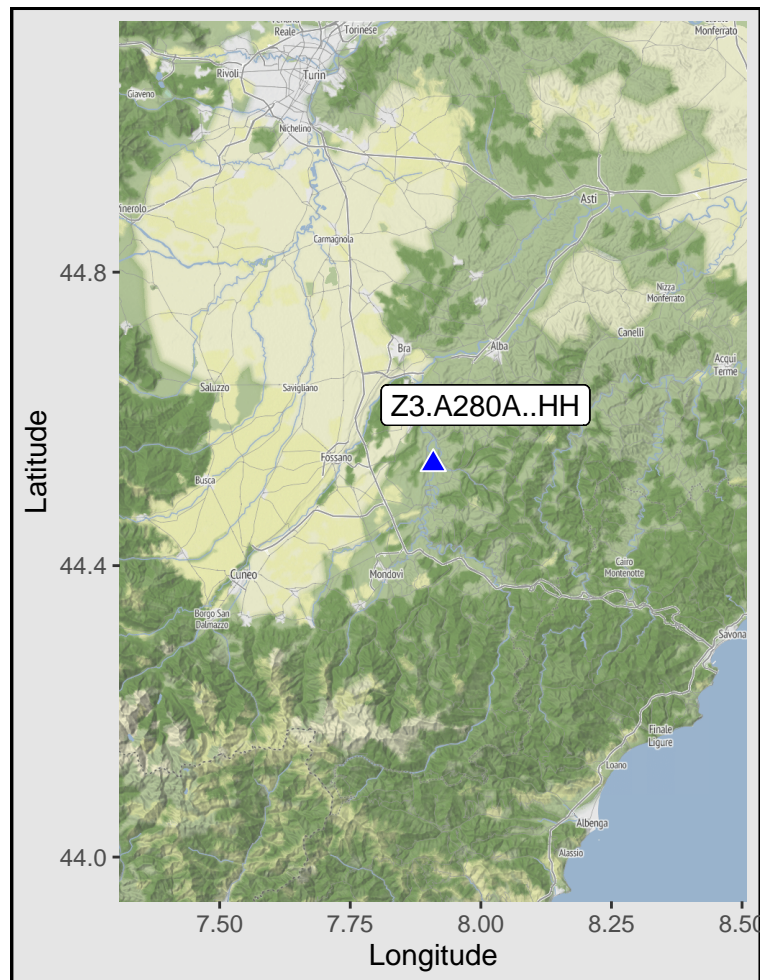 Reale
Torinese
Monferrato
Rivoli
Turin
Giaveno
Nichelino
inerolo
Asti
Carmagnola
44.8
Nizza
Monferrato
Canelli
Bra
Alba
Acqui
Terme
Saluzzo
Savigliano
Z3.A280A..HH
Fossano
Busca
Latitude
44.4
Cuneo
Mondovì
Cairo
Montenotte
Borgo San
Dalmazzo
Savona
Finale
Ligure
Loano
Albenga
44.0
Alassio
7.50 7.75 8.00 8.25 8.50
Longitude